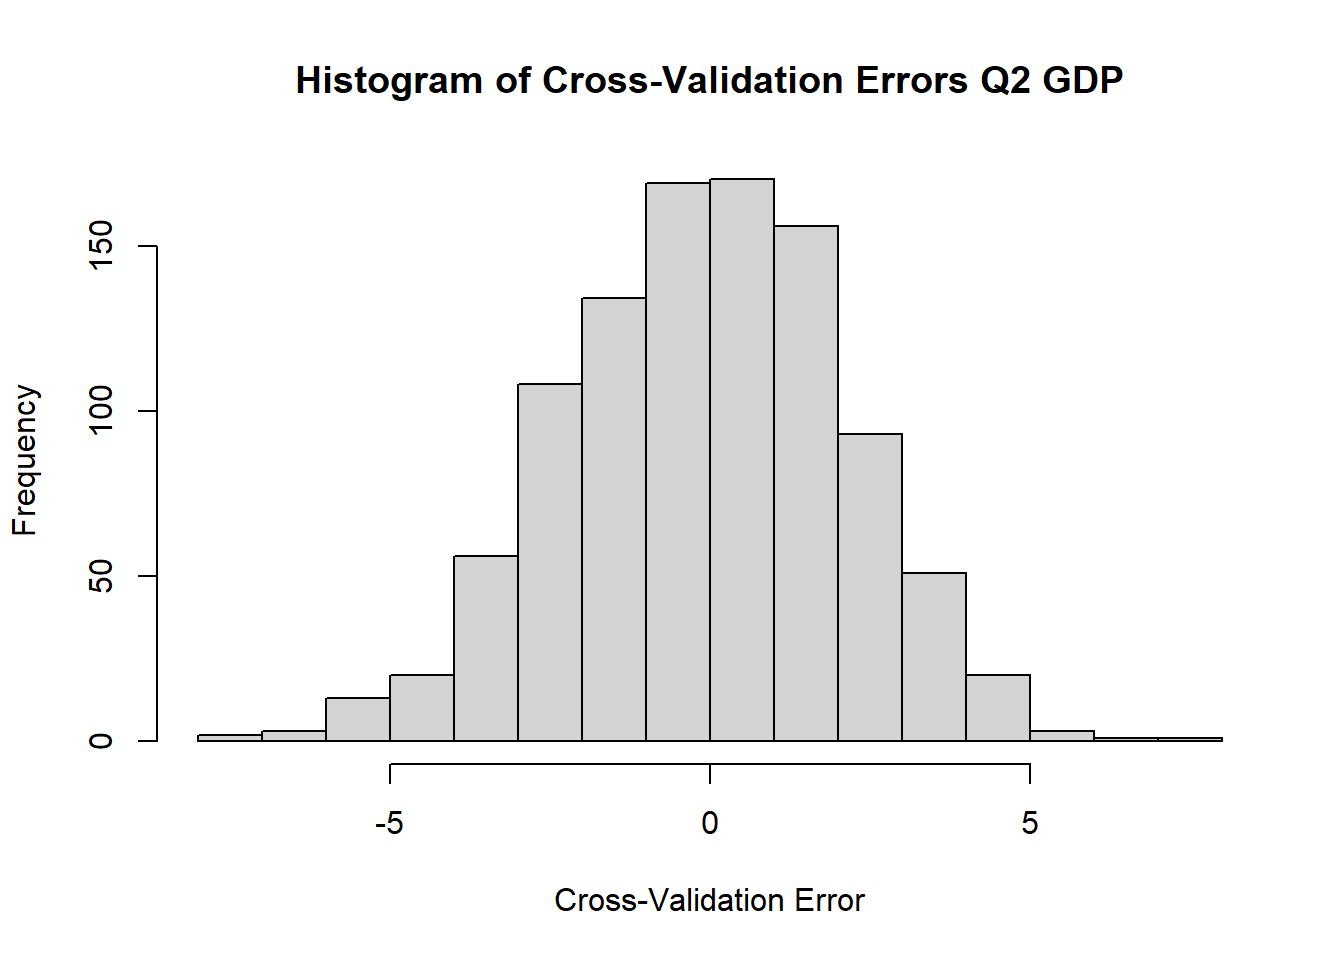 Histogram of Cross-Validation Errors Q2 GDP
150
100
50
0
Frequency
-5 0 5
Cross-Validation Error